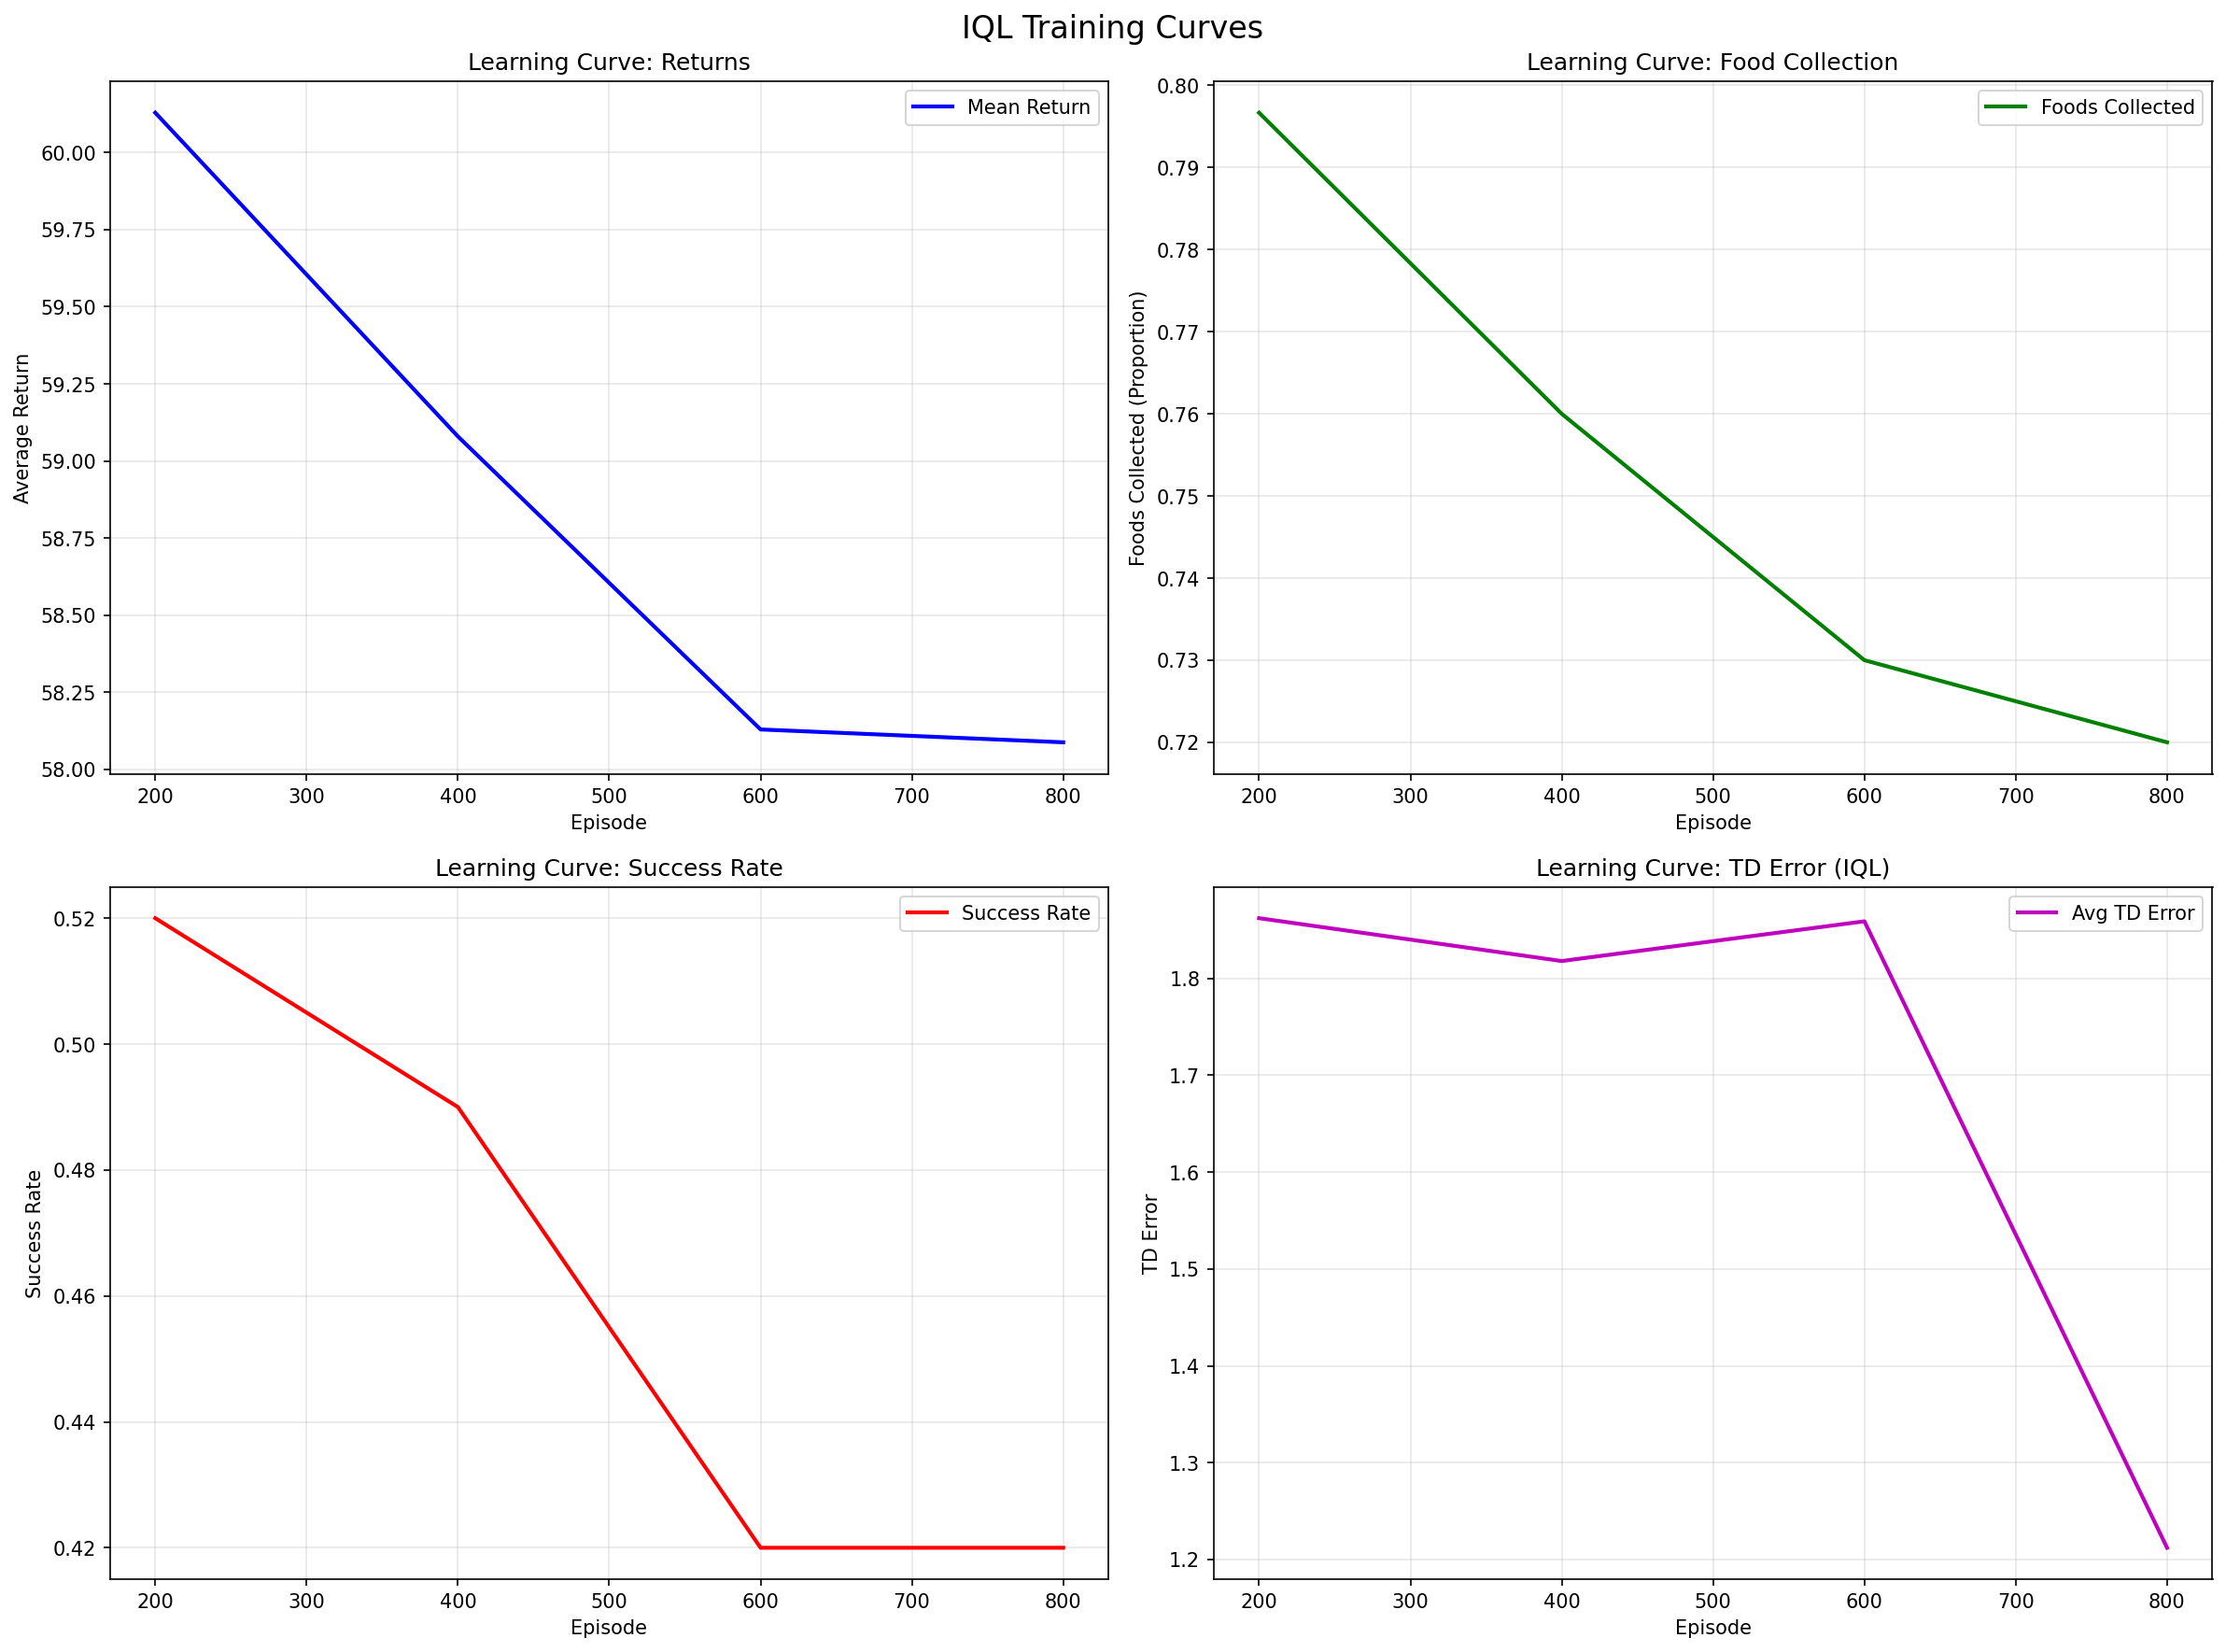 IQL Training Curves
Learning Curve: Returns
Mean Return
60.00
59.75
59.50
59.25
59.00
58.75
58.50
58.25
58.00
Average Return
200 300 400 500 600 700 800
Episode
Learning Curve: Food Collection
Foods Collected
0.80
0.79
0.78
0.77
0.76
0.75
0.74
0.73
0.72
Foods Collected (Proportion)
200 300 400 500 600 700 800
Episode
Learning Curve: Success Rate
Success Rate
0.52
0.50
0.48
0.46
0.44
0.42
Success Rate
200 300 400 500 600 700 800
Episode
Learning Curve: TD Error (IQL)
Avg TD Error
1.8
1.7
1.6
1.5
1.4
1.3
1.2
TD Error
200 300 400 500 600 700 800
Episode